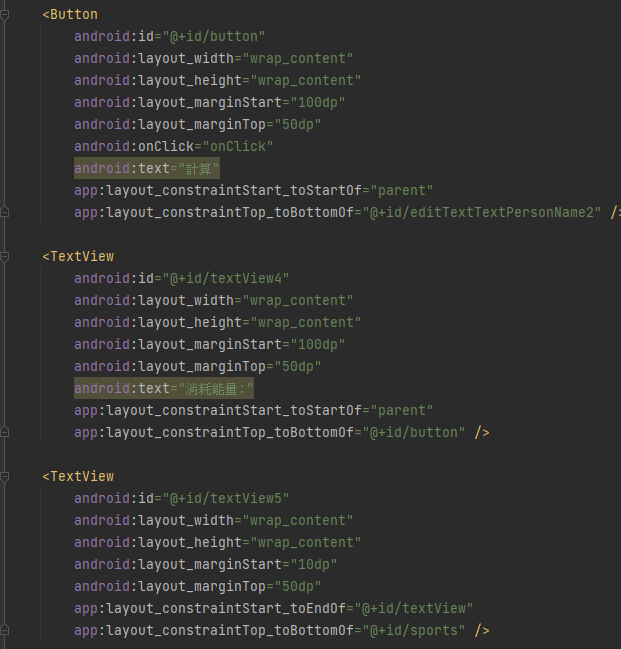 <Button
android:id="@+id/button"
android:layout_width="wrap_content"
android:layout_height="wrap_content"
android:layout_marginStart="100dp"
android:layout_marginTop="50dp"
android:onClick="onClick"
android:text="計算"
app:layout_constraintStart_toStartOf="parent"
app:layout_constraintTop_toBottomOf="@+id/editTextTextPersonName2" />
<TextView
android:id="@+id/textView4"
android:layout_width="wrap_content"
android:layout_height="wrap_content"
android:layout_marginStart="100dp"
android:layout_marginTop="50dp"
android:text="消耗能量:"
app:layout_constraintStart_toStartOf="parent"
app:layout_constraintTop_toBottomOf="@+id/button" />
<TextView
android:id="@+id/textView5"
android:layout_width="wrap_content"
android:layout_height="wrap_content"
android:layout_marginStart="10dp"
android:layout_marginTop="50dp"
app:layout_constraintStart_toEndOf="@+id/textView"
app:layout_constraintTop_toBottomOf="@+id/sports" />